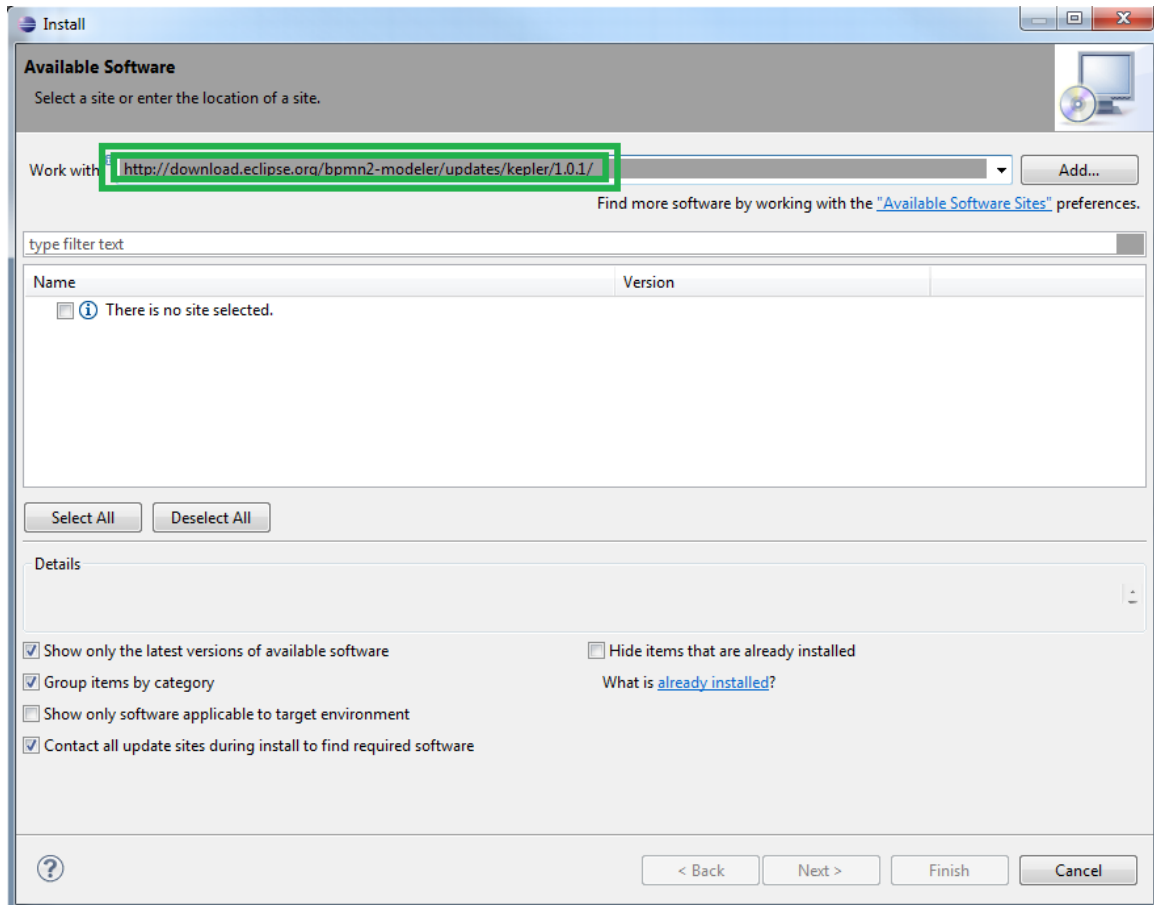 Install
Available Software
Select a site or enter the location of a site.
Work with http://download.eclipse.org/bpmn2-modeler/updates/kepler/1.0.1/ Add...
Find more software by working with the "Available Software Sites" preferences.
type filter text
Name Version
There is no site selected.
Select All Deselect All
Details
Show only the latest versions of available software Hide items that are already installed
Group items by category What is already installed?
Show only software applicable to target environment
Contact all update sites during install to find required software
? < Back Next > Finish Cancel